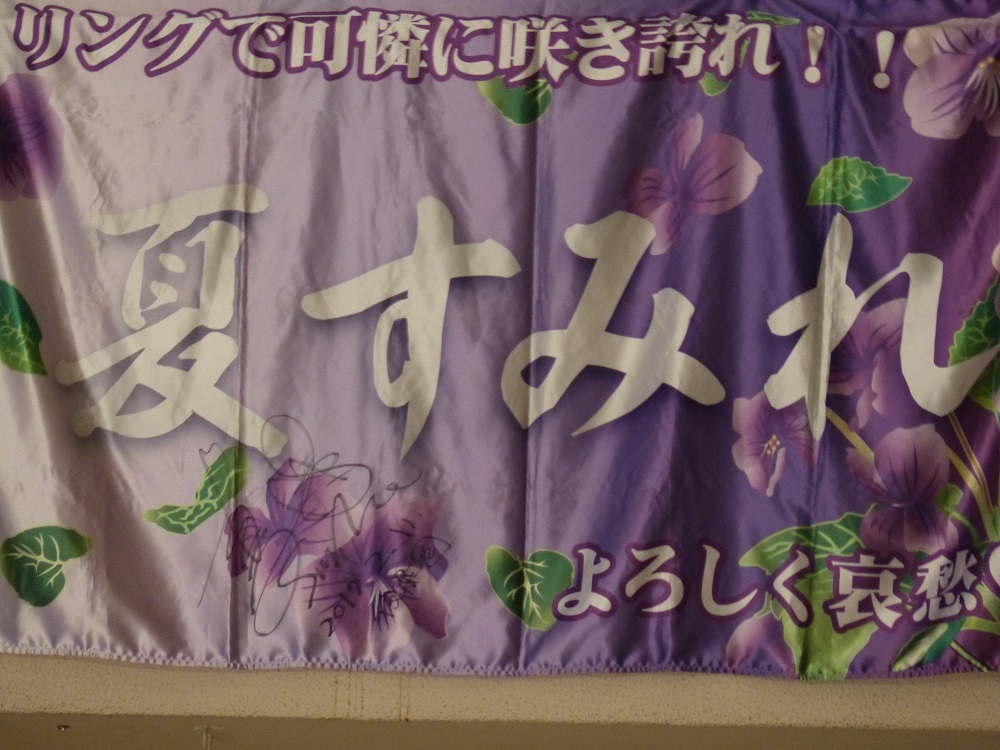 リングで可憐に咲き誇れ！！
夏すみれ
よろしく哀愁
2019